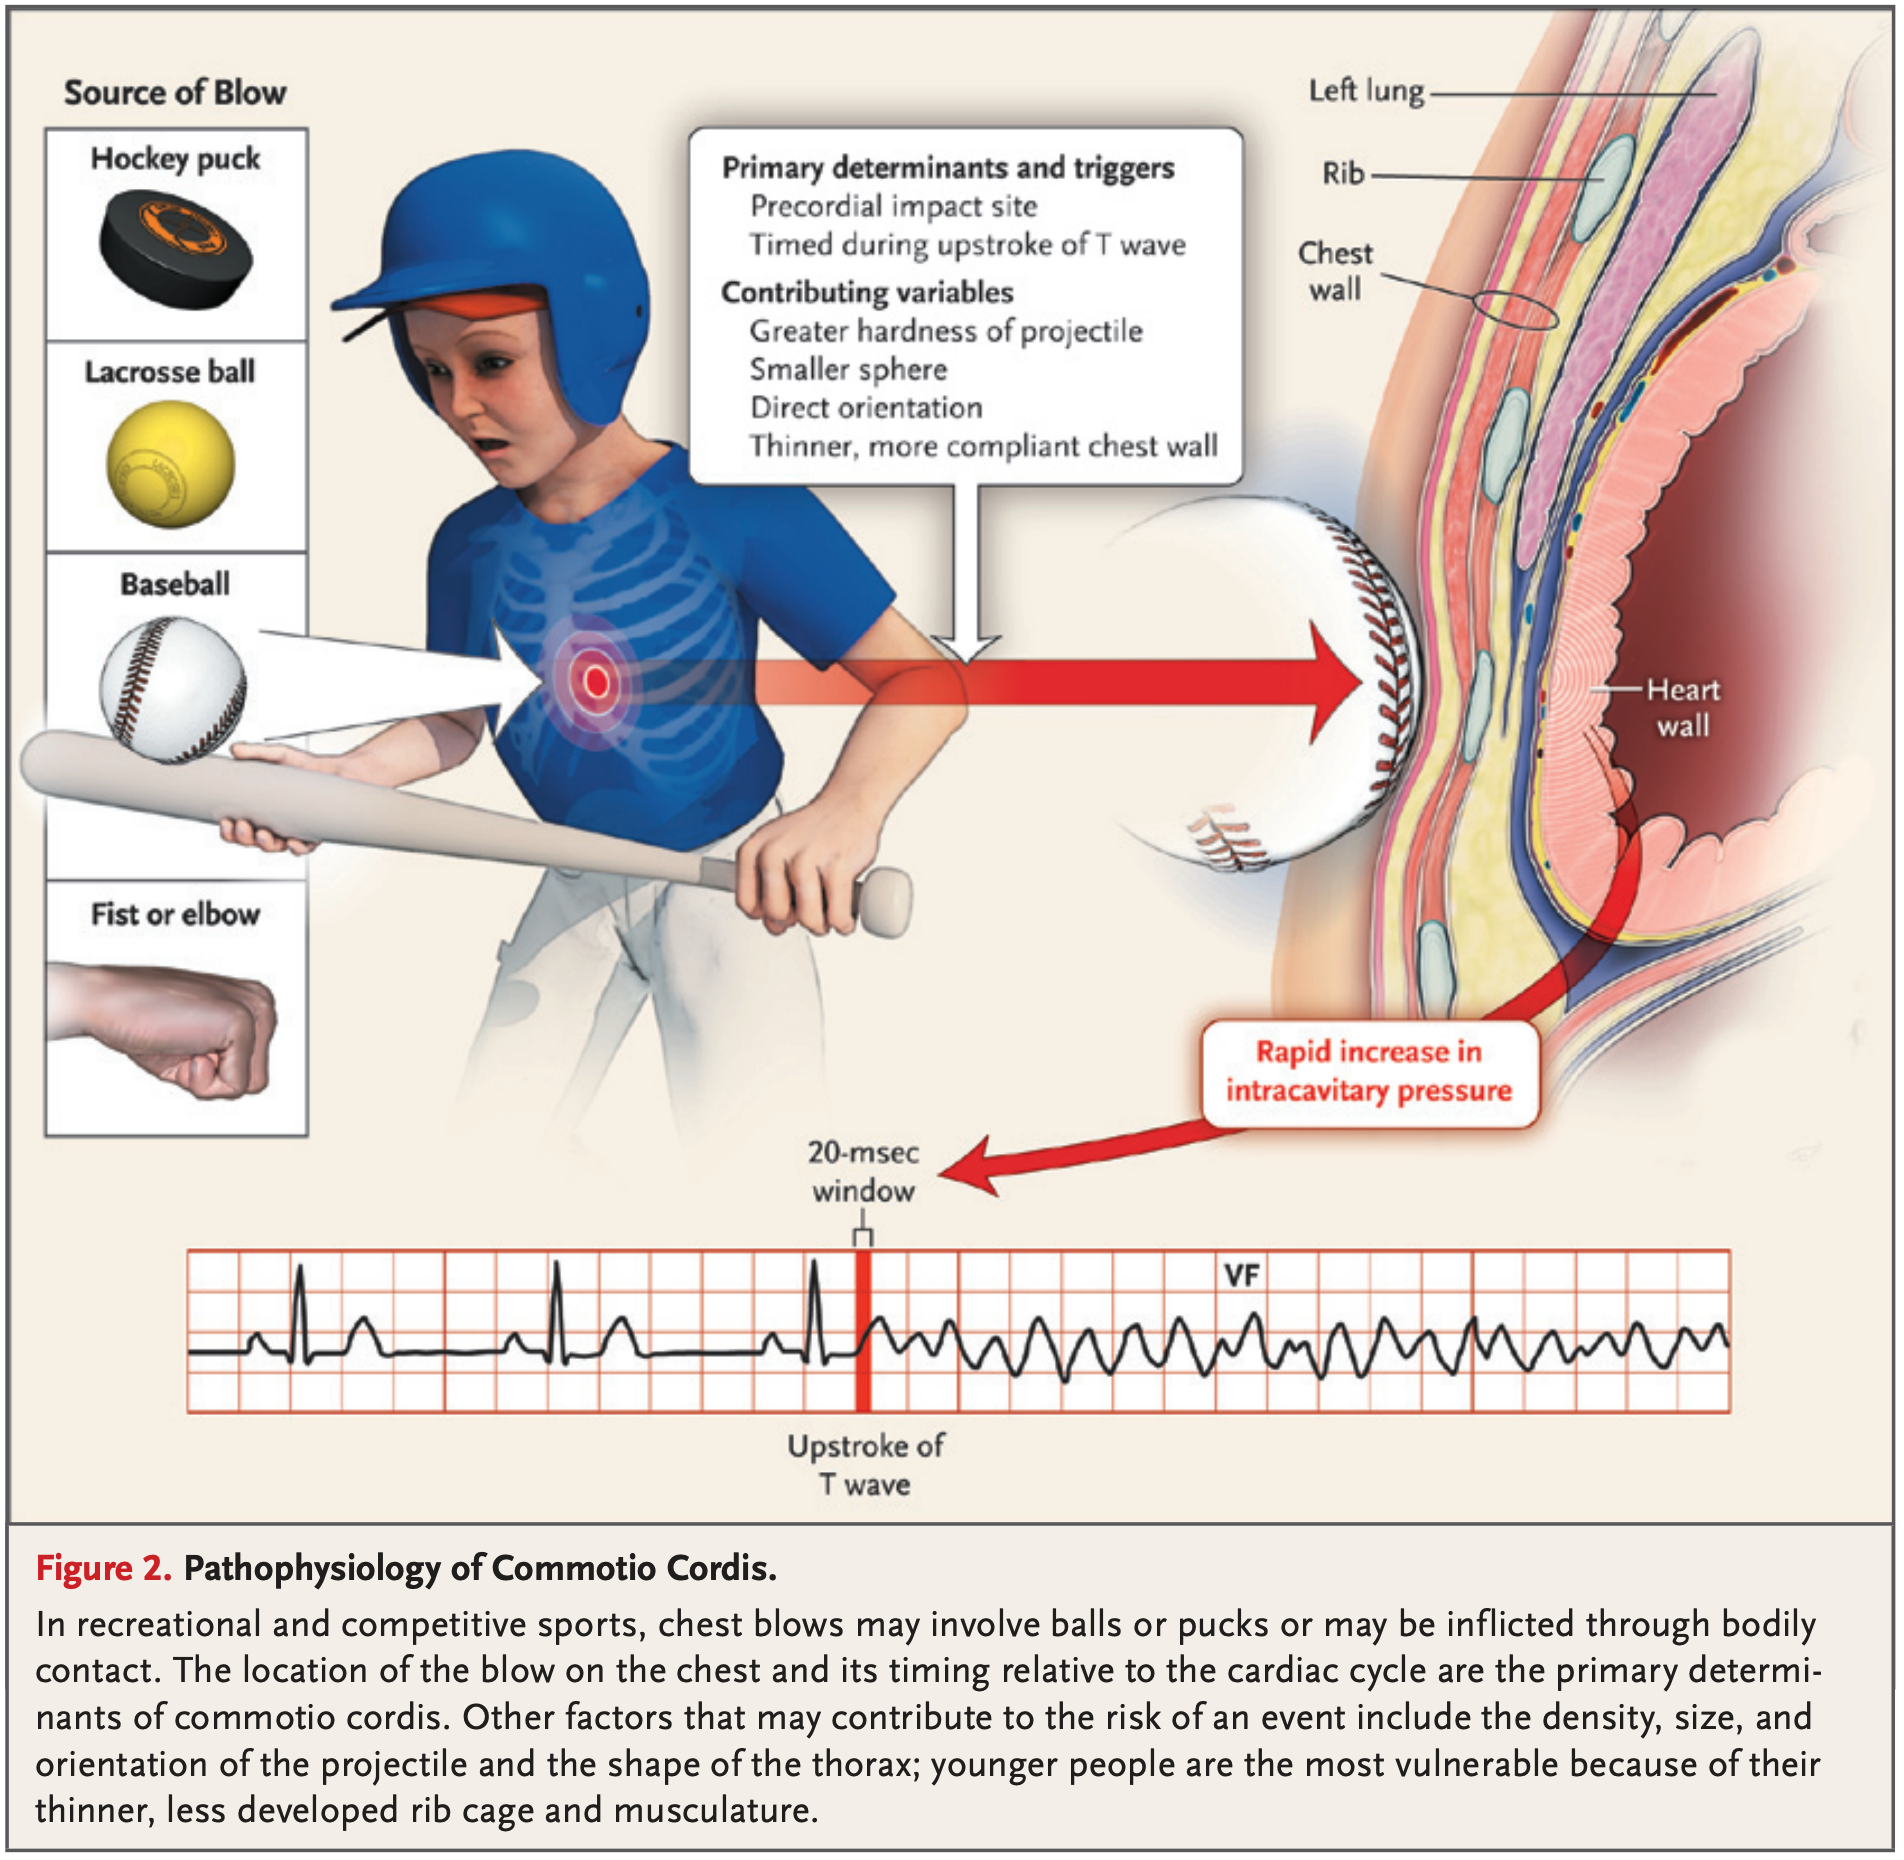 Source of Blow
Hockey puck
Lacrosse ball
Baseball
Fist or elbow
Primary determinants and triggers
Precordial impact site
Timed during upstroke of T wave
Contributing variables
Greater hardness of projectile
Smaller sphere
Direct orientation
Thinner, more compliant chest wall
Left lung
Rib
Chest
wall
Heart
wall
Rapid increase in
intracavitary pressure
20-msec
window
VF
Upstroke of
T wave
Figure 2. Pathophysiology of Commotio Cordis.
In recreational and competitive sports, chest blows may involve balls or pucks or may be inflicted through bodily
contact. The location of the blow on the chest and its timing relative to the cardiac cycle are the primary determi-
nants of commotio cordis. Other factors that may contribute to the risk of an event include the density, size, and
orientation of the projectile and the shape of the thorax; younger people are the most vulnerable because of their
thinner, less developed rib cage and musculature.